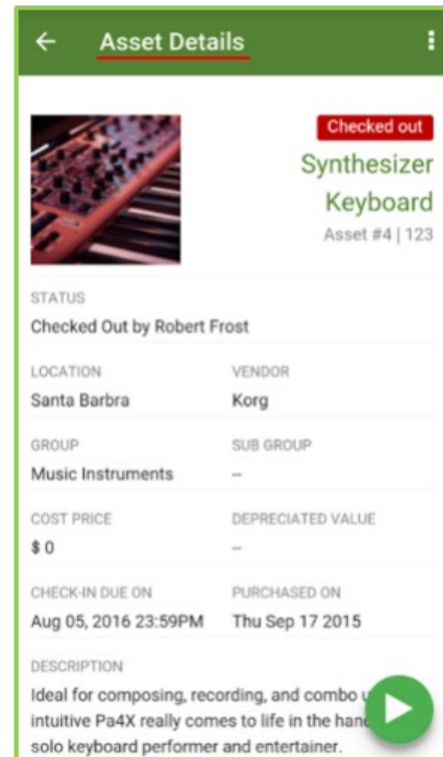 Asset Details
Checked out
Synthesizer
Keyboard
Asset #4 | 123
STATUS
Checked Out by Robert Frost
LOCATION VENDOR
Santa Barbra Korg
GROUP SUB GROUP
Music Instruments --
COST PRICE DEPRECIATED VALUE
$ 0 --
CHECK-IN DUE ON PURCHASED ON
Aug 05, 2016 23:59PM Thu Sep 17 2015
DESCRIPTION
Ideal for composing, recording, and combo
intuitive Pa4X really comes to life in the
solo keyboard performer and entertainer.